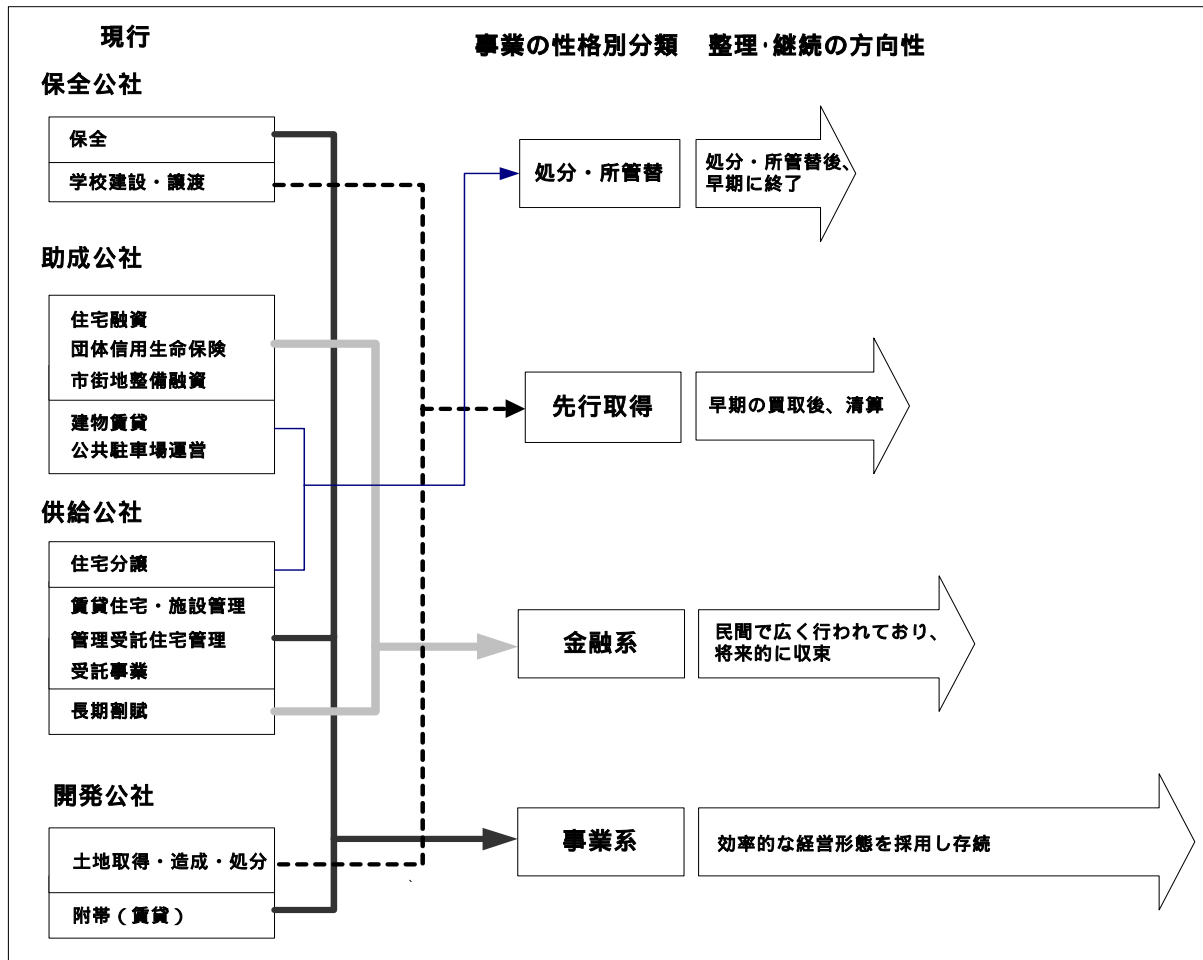 現行
事業の性格別分類
整理・継続の方向性
保全公社
保全
学校建設・譲渡
助成公社
住宅融資
団体信用生命保険
市街地整備融資
建物賃貸
公共駐車場運営
供給公社
住宅分譲
賃貸住宅・施設管理
管理受託住宅管理
受託事業
長期割賦
開発公社
土地取得・造成・処分
附帯（賃貸）
処分・所管替
処分・所管替後、
早期に終了
先行取得
早期の買取後、清算
金融系
民間で広く行われており、
将来的に収束
事業系
効率的な経営形態を採用し存続